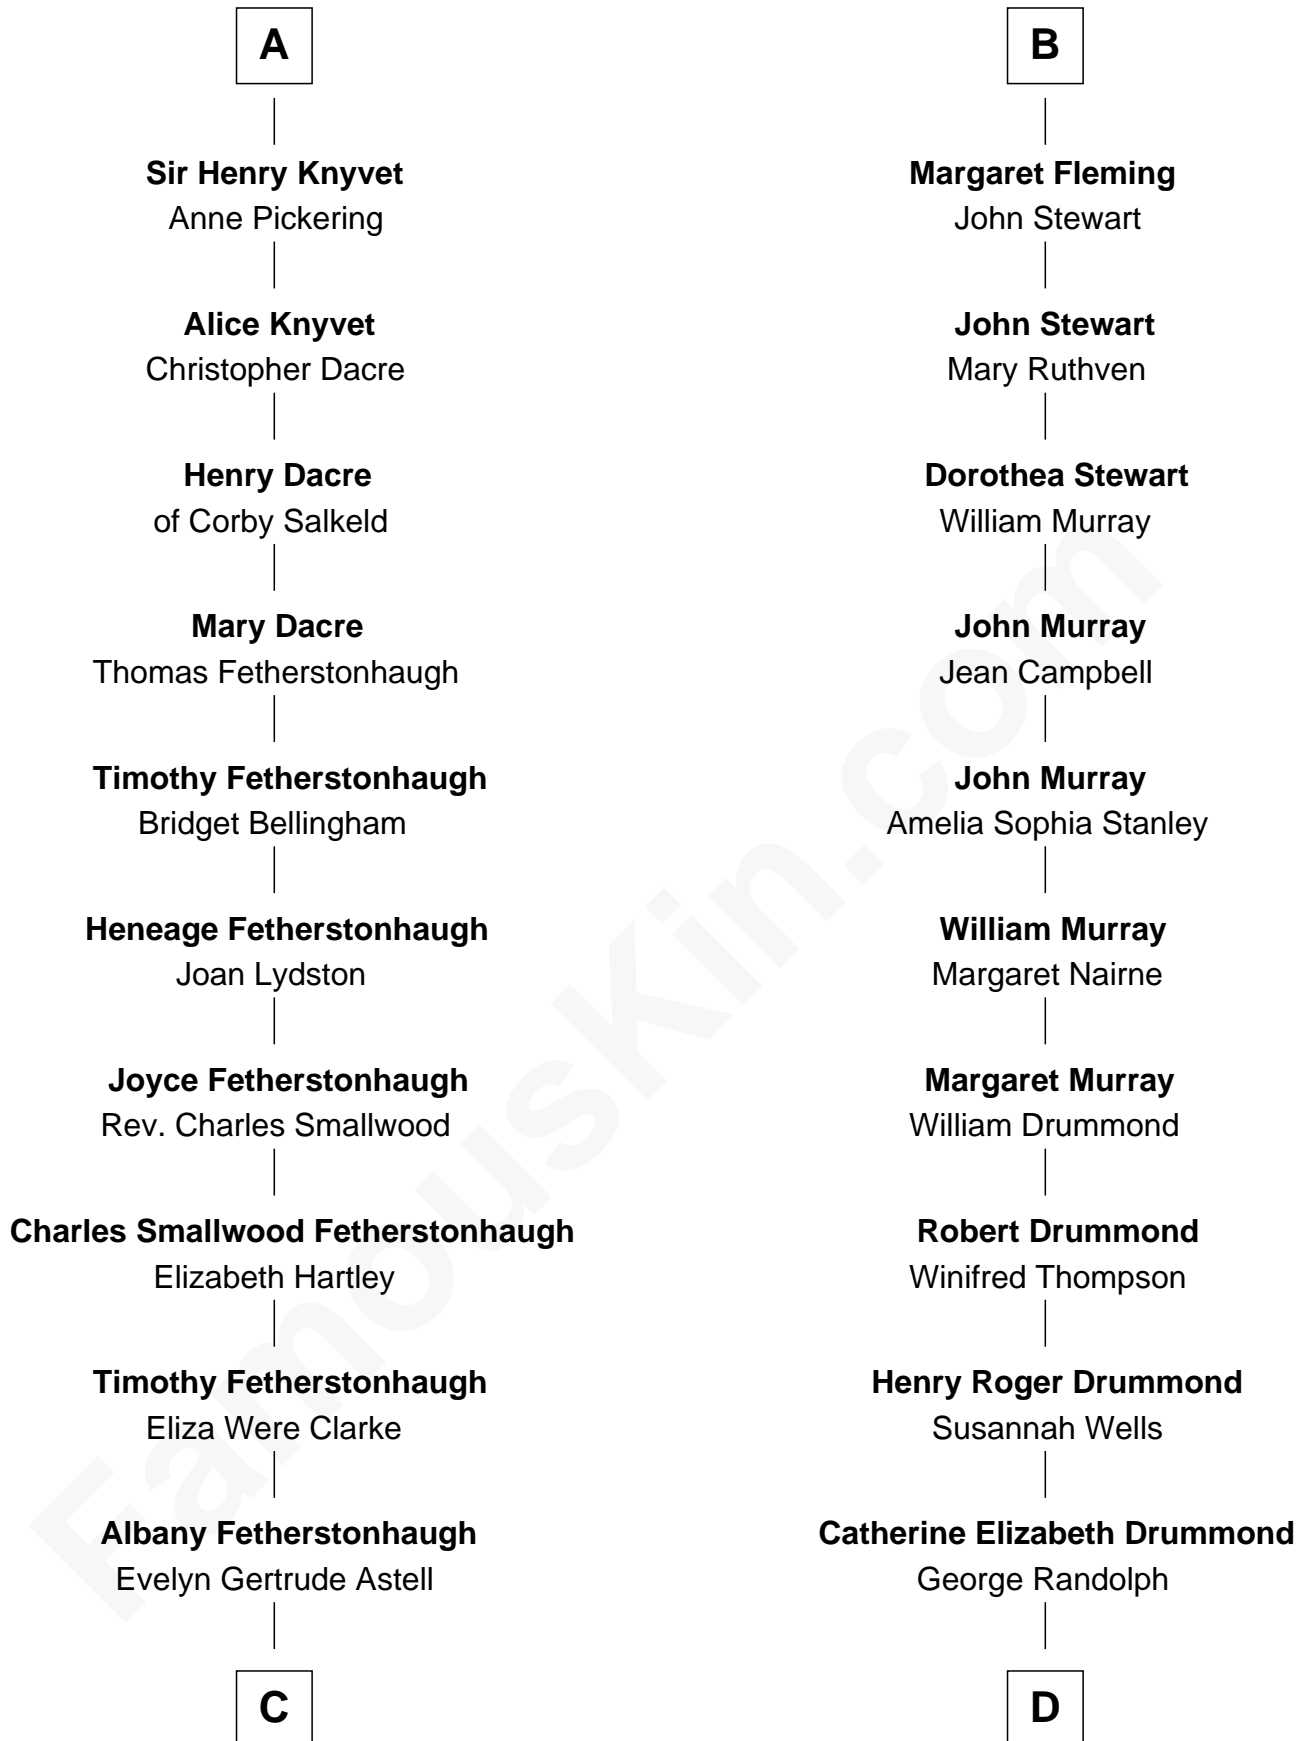 A
Sir Henry Knyvet
Anne Pickering
Alice Knyvet
Christopher Dacre
Henry Dacre
of Corby Salkeld
Mary Dacre
Thomas Fetherstonhaugh
Timothy Fetherstonhaugh
Bridget Bellingham
Heneage Fetherstonhaugh
Joan Lydston
Joyce Fetherstonhaugh
Rev. Charles Smallwood
Charles Smallwood Fetherstonhaugh
Elizabeth Hartley
Timothy Fetherstonhaugh
Eliza Were Clarke
Albany Fetherstonhaugh
Evelyn Gertrude Astell
C
B
Margaret Fleming
John Stewart
John Stewart
Mary Ruthven
Dorothea Stewart
William Murray
John Murray
Jean Campbell
John Murray
Amelia Sophia Stanley
William Murray
Margaret Nairne
Margaret Murray
William Drummond
Robert Drummond
Winifred Thompson
Henry Roger Drummond
Susannah Wells
Catherine Elizabeth Drummond
George Randolph
D
FamousKin.com